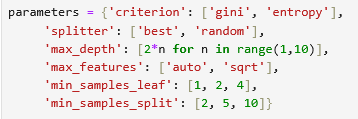 parameters = {'criterion': ['gini', 'entropy'],
'splitter': ['best', 'random'],
'max_depth': [2*n for n in range(1,10)],
'max_features': ['auto', 'sqrt'],
'min_samples_leaf': [1, 2, 4],
'min_samples_split': [2, 5, 10]}